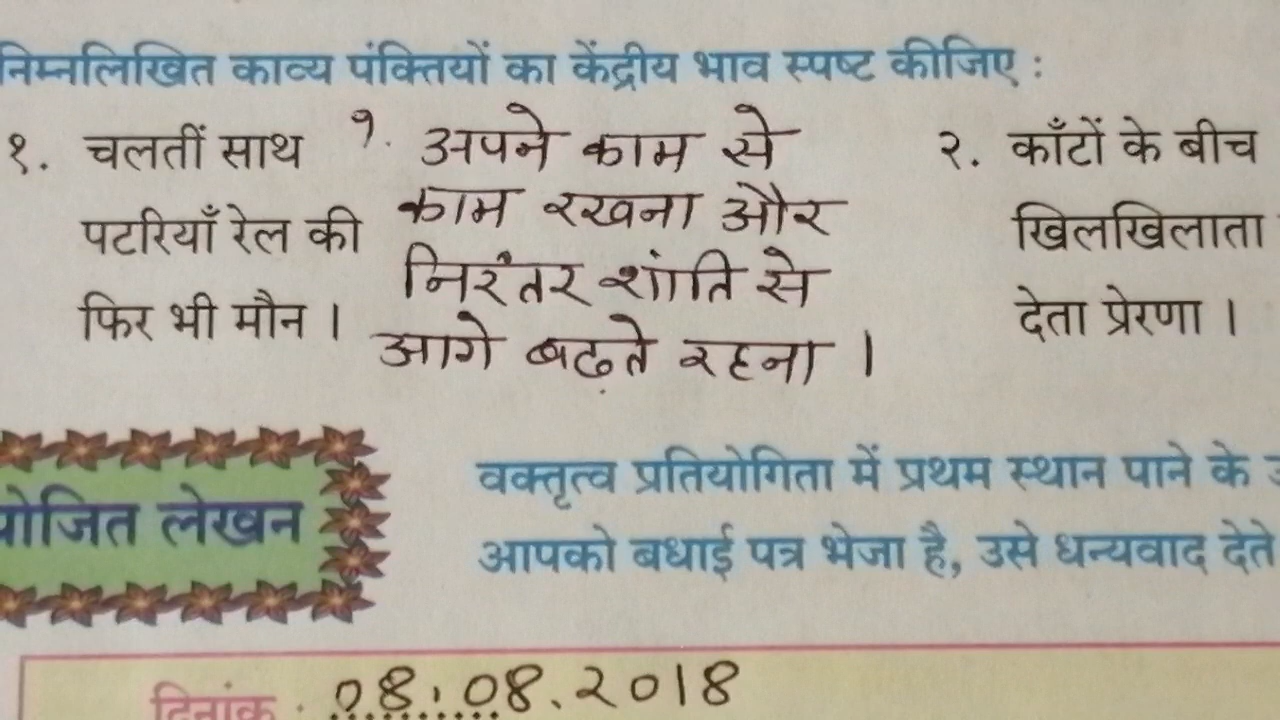 निम्नलिखित काव्य पंक्तियों का केंद्रीय भाव स्पष्ट कीजिए :
१. चलतीं साथ
पटरियाँ रेल की
फिर भी मौन ।
१. अपने काम से
काम रखना और
निरंतर शांति से
आगे बढ़ते रहना ।
२. काँटों के बीच
खिलखिलाता
देता प्रेरणा ।
लेखन
वक्तृत्व प्रतियोगिता में प्रथम स्थान पाने के
आपको बधाई पत्र भेजा है, उसे धन्यवाद देते
दिनांक : 08.08.2018